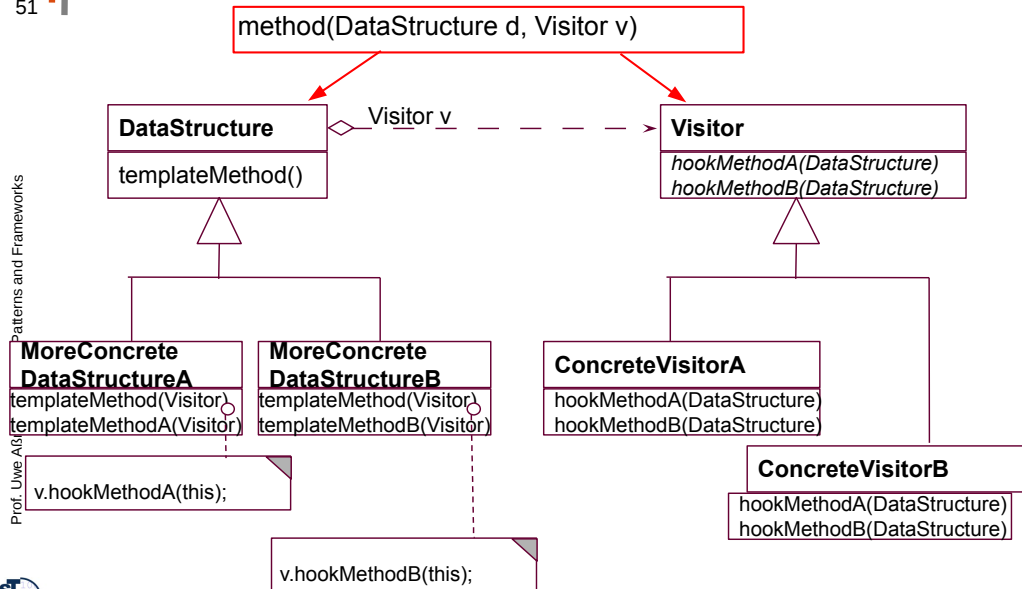 51
method(DataStructure d, Visitor v)
DataStructure
templateMethod()
Visitor v
Visitor
hookMethodA(DataStructure)
hookMethodB(DataStructure)
MoreConcrete
DataStructureA
templateMethod(Visitor)
templateMethodA(Visitor)
v.hookMethodA(this);
MoreConcrete
DataStructureB
templateMethod(Visitor)
templateMethodB(Visitor)
v.hookMethodB(this);
ConcreteVisitorA
hookMethodA(DataStructure)
hookMethodB(DataStructure)
ConcreteVisitorB
hookMethodA(DataStructure)
hookMethodB(DataStructure)
Prof. Uwe Patterns and Frameworks
ST